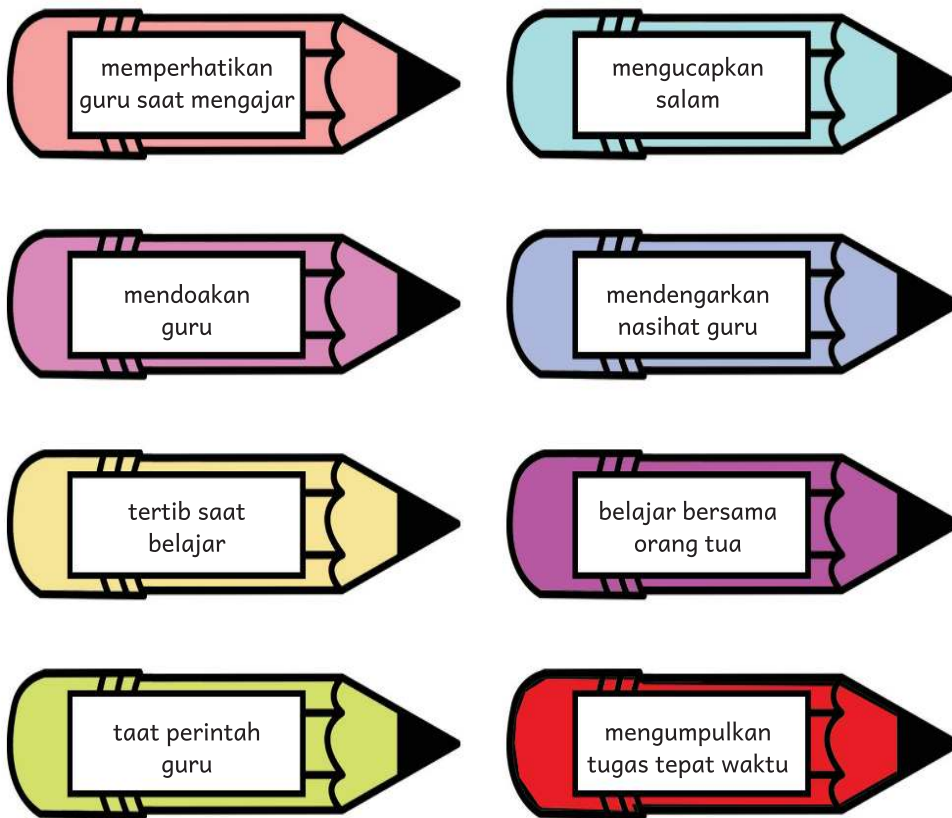 memperhatikan
guru saat mengajar
mengucapkan
salam
mendoakan
guru
mendengarkan
nasihat guru
tertib saat
belajar
belajar bersama
orang tua
taat perintah
guru
mengumpulkan
tugas tepat waktu